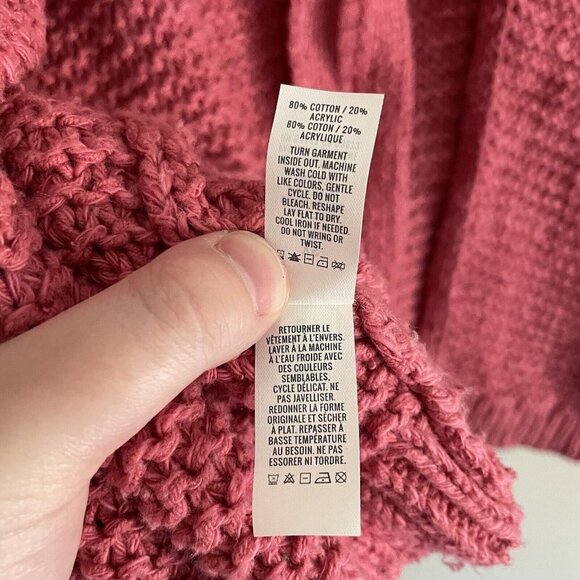 80% COTTON / 20%
ACRYLIC
80% COTON / 20%
ACRYLIQUE
TURN GARMENT
INSIDE OUT. MACHINE
WASH COLD WITH
LIKE COLORS, GENTLE
CYCLE. DO NOT
BLEACH. RESHAPE
LAY FLAT TO DRY.
COOL IRON IF NEEDED.
DO NOT WRING OR
TWIST.
RETOURNER LE
VÊTEMENT À L'ENVERS.
LAVER À LA MACHINE
À L'EAU FROIDE AVEC
DES COULEURS
SEMBLABLES,
CYCLE DÉLICAT. NE
PAS JAVELLISER.
REDONNER LA FORME
ORIGINALE ET SÉCHER
À PLAT. REPASSER À
BASSE TEMPÉRATURE
AU BESOIN. NE PAS
ESSORER NI TORDRE.